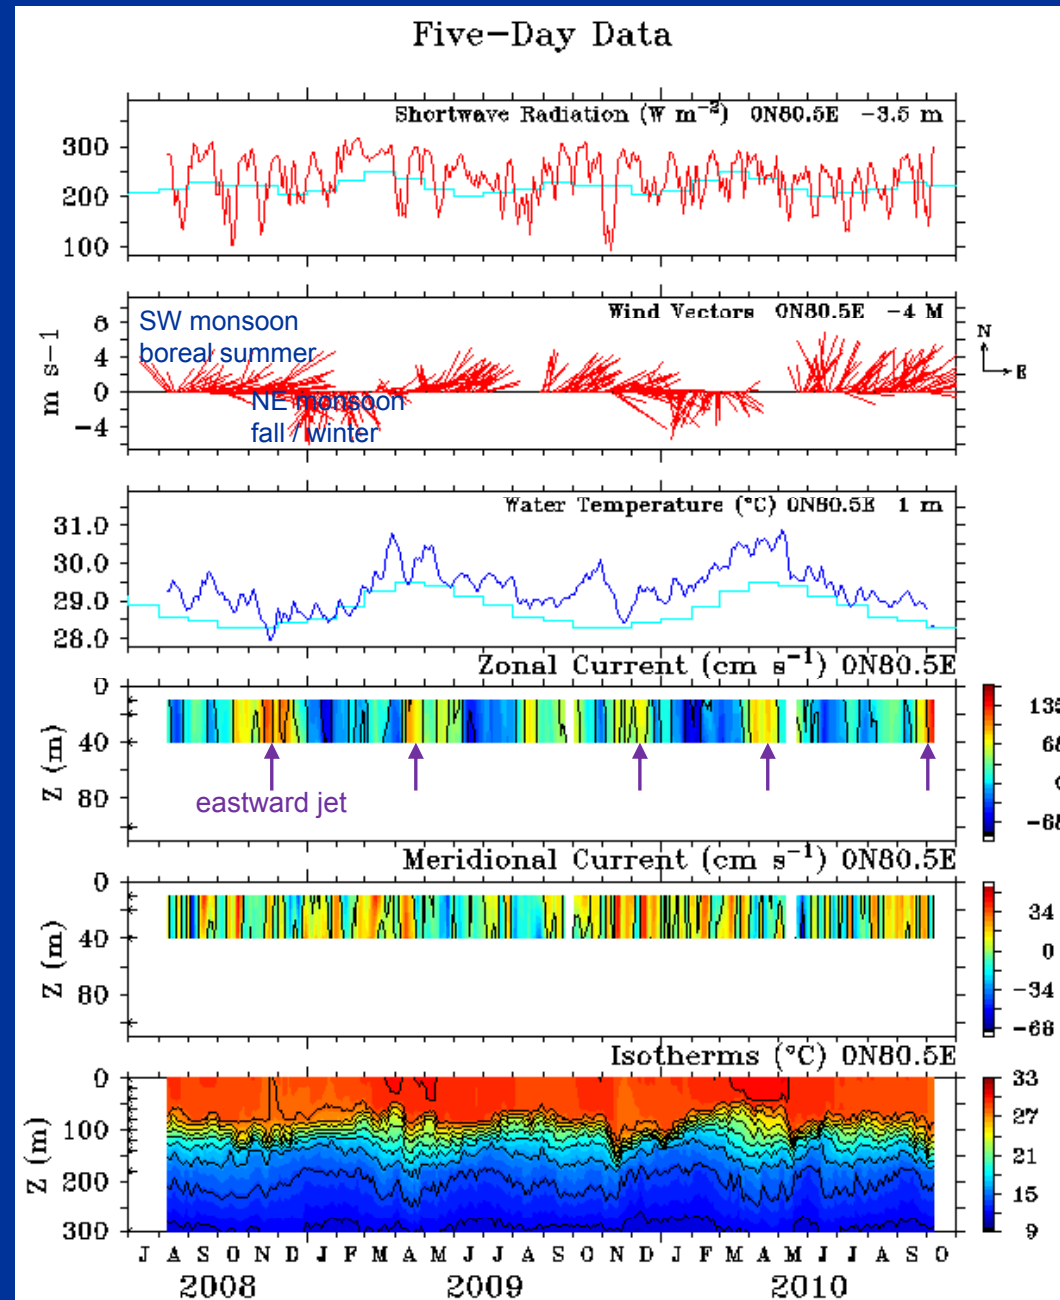 Five-Day Data
Shortwave Radiation (W m⁻²) 0N80.5E -3.5 m
300
200
100
Wind Vectors 0N80.5E -4 M
m s-1
8
4
0
-4
SW monsoon
boreal summer
NE monsoon
fall / winter
N
E
Water Temperature (°C) 0N80.5E 1 m
31.0
30.0
29.0
28.0
Zonal Current (cm s⁻¹) 0N80.5E
Z (m)
0
40
80
eastward jet
135
68
0
-68
Meridional Current (cm s⁻¹) 0N80.5E
Z (m)
0
40
80
34
0
-34
-68
Isotherms (°C) 0N80.5E
Z (m)
0
100
200
300
33
27
21
15
9
J A S O N D J F M A M J J A S O N D J F M A M J J A S O
2008 2009 2010